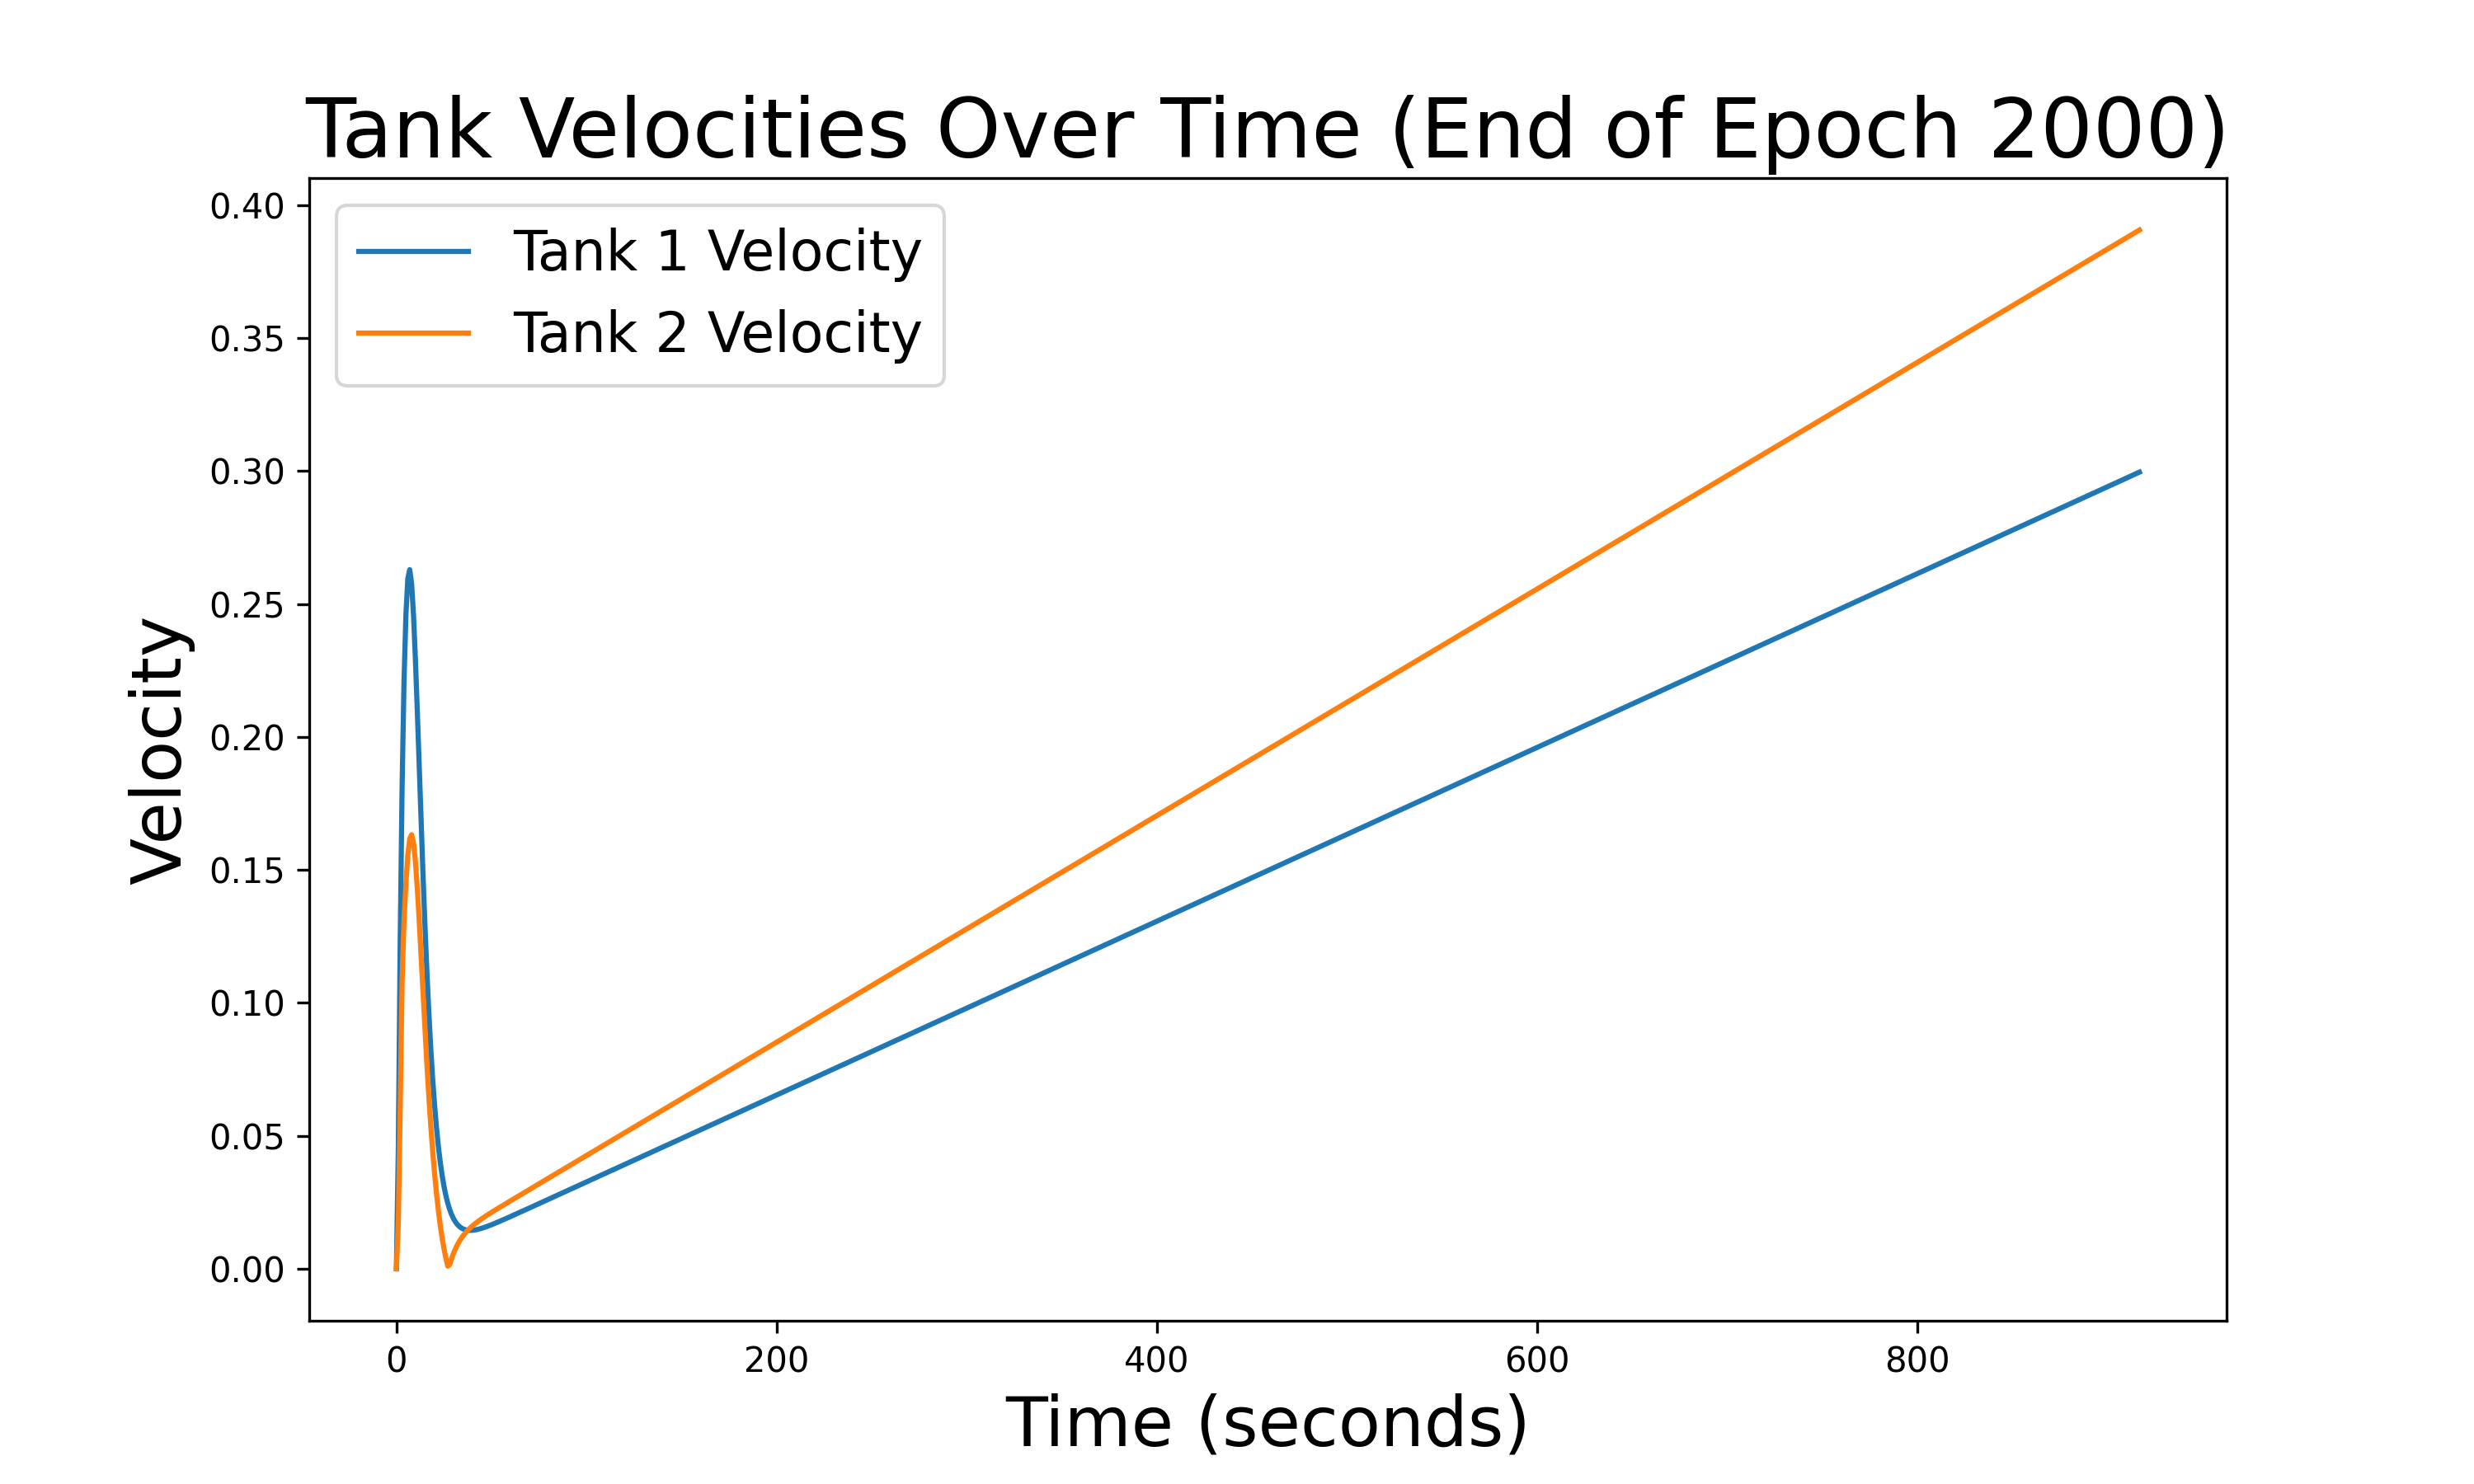 Tank Velocities Over Time (End of Epoch 2000)
Tank 1 Velocity
Tank 2 Velocity
Velocity
0.40
0.35
0.30
0.25
0.20
0.15
0.10
0.05
0.00
0 200 400 600 800
Time (seconds)